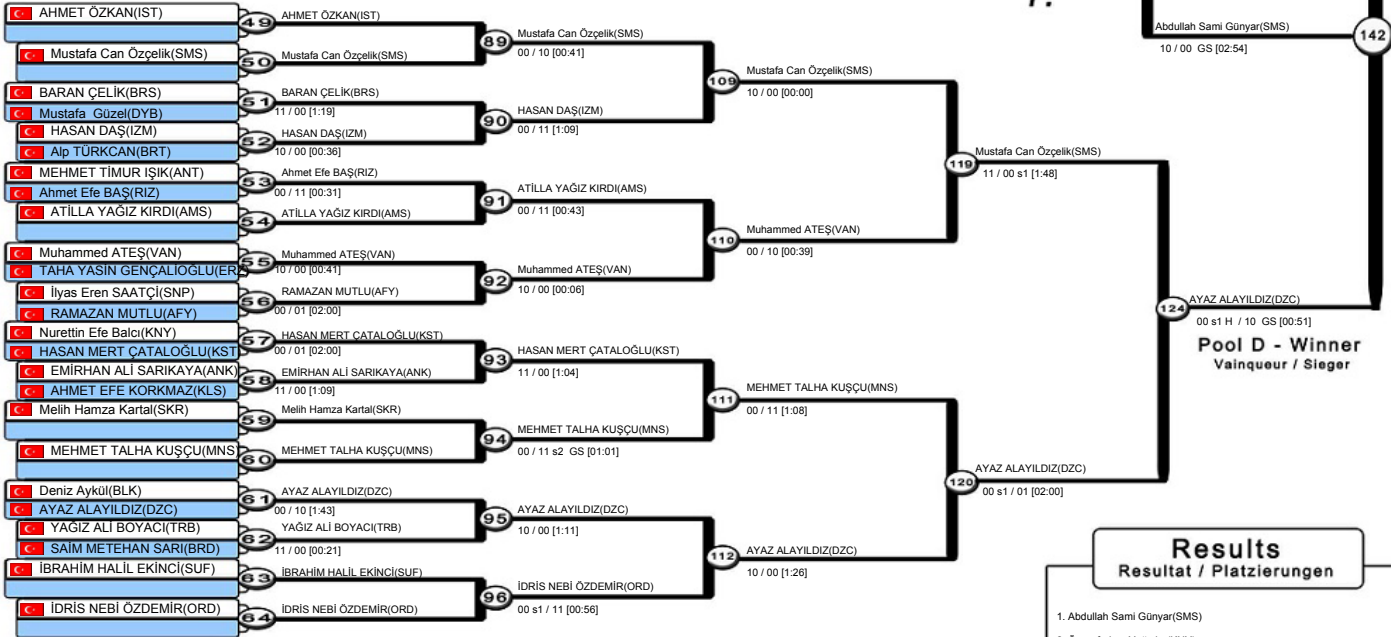 AHMET ÖZKAN(IST)
Mustafa Can Özçelik(SMS)
BARAN ÇELİK(BRS)
Mustafa Güzel(DYB)
HASAN DAŞ(IZM)
Alp TÜRKCAN(BRT)
MEHMET TİMUR IŞIK(ANT)
Ahmet Efe BAŞ(RIZ)
ATİLLA YAĞIZ KIRDI(AMS)
Muhammed ATEŞ(VAN)
TAHA YASİN GENÇALİOĞLU(ERZ
İlyas Eren SAATÇİ(SNP)
RAMAZAN MUTLU(AFY)
Nurettin Efe Balcı(KNY)
HASAN MERT ÇATALOĞLU(KST
EMİRHAN ALİ SARIKAYA(ANK)
AHMET EFE KORKMAZ(KLS)
Melih Hamza Kartal(SKR)
MEHMET TALHA KUŞÇU(MNS)
Deniz Aykül(BLK)
AYAZ ALAYILDIZ(DZC)
YAĞIZ ALİ BOYACI(TRB)
SAİM METEHAN SARI(BRD)
İBRAHİM HALİL EKİNCİ(SUF)
İDRİS NEBİ ÖZDEMİR(ORD)
49
AHMET ÖZKAN(IST)
50
Mustafa Can Özçelik(SMS)
51
BARAN ÇELİK(BRS)
11 / 00 [1:19]
52
HASAN DAŞ(IZM)
10 / 00 [00:36]
53
Ahmet Efe BAŞ(RIZ)
00 / 11 [00:31]
54
ATİLLA YAĞIZ KIRDI(AMS)
55
Muhammed ATEŞ(VAN)
10 / 00 [00:41]
56
RAMAZAN MUTLU(AFY)
00 / 01 [02:00]
57
HASAN MERT ÇATALOĞLU(KST)
00 / 01 [02:00]
58
EMİRHAN ALİ SARIKAYA(ANK)
11 / 00 [1:09]
59
Melih Hamza Kartal(SKR)
60
MEHMET TALHA KUŞÇU(MNS)
61
AYAZ ALAYILDIZ(DZC)
00 / 10 [1:43]
62
YAĞIZ ALİ BOYACI(TRB)
11 / 00 [00:21]
63
İBRAHİM HALİL EKİNCİ(SUF)
64
İDRİS NEBİ ÖZDEMİR(ORD)
89
Mustafa Can Özçelik(SMS)
00 / 10 [00:41]
90
HASAN DAŞ(IZM)
00 / 11 [1:09]
91
ATİLLA YAĞIZ KIRDI(AMS)
00 / 11 [00:43]
92
Muhammed ATEŞ(VAN)
10 / 00 [00:06]
93
HASAN MERT ÇATALOĞLU(KST)
11 / 00 [1:04]
94
MEHMET TALHA KUŞÇU(MNS)
00 / 11 s2 GS [01:01]
95
AYAZ ALAYILDIZ(DZC)
10 / 00 [1:11]
96
İDRİS NEBİ ÖZDEMİR(ORD)
00 s1 / 11 [00:56]
109
Mustafa Can Özçelik(SMS)
10 / 00 [00:00]
110
Muhammed ATEŞ(VAN)
00 / 10 [00:39]
111
MEHMET TALHA KUŞÇU(MNS)
00 / 11 [1:08]
112
AYAZ ALAYILDIZ(DZC)
10 / 00 [1:26]
119
Mustafa Can Özçelik(SMS)
11 / 00 s1 [1:48]
120
AYAZ ALAYILDIZ(DZC)
00 s1 / 01 [02:00]
124
AYAZ ALAYILDIZ(DZC)
00 s1 H / 10 GS [00:51]
Pool D - Winner
Vainqueur / Sieger
Abdullah Sami Günyar(SMS)
10 / 00 GS [02:54]
142
Results
Resultat / Platzierungen
1. Abdullah Sami Günyar(SMS)